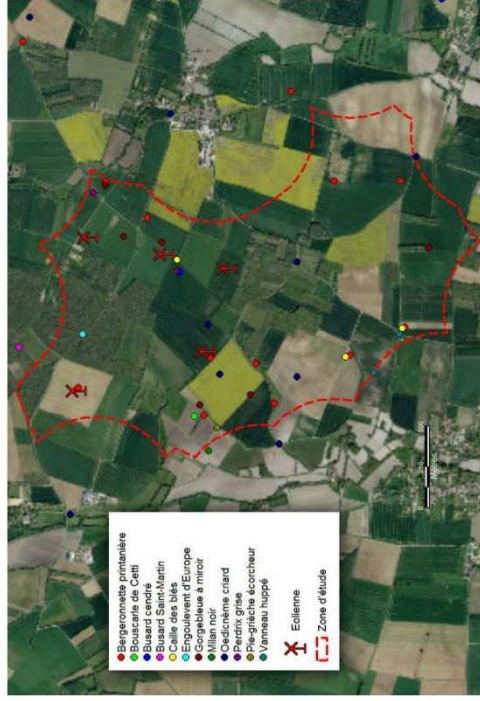 Bergeronnette printanière
Bouscarle de Cetti
Busard cendré
Busard Saint-Martin
Caille des blés
Engoulevent d'Europe
Gorgebleue à miroir
Milan noir
Oedicnème criard
Perdrix grise
Pie-grièche écorcheur
Vanneau huppé
Eolienne
Zone d'étude